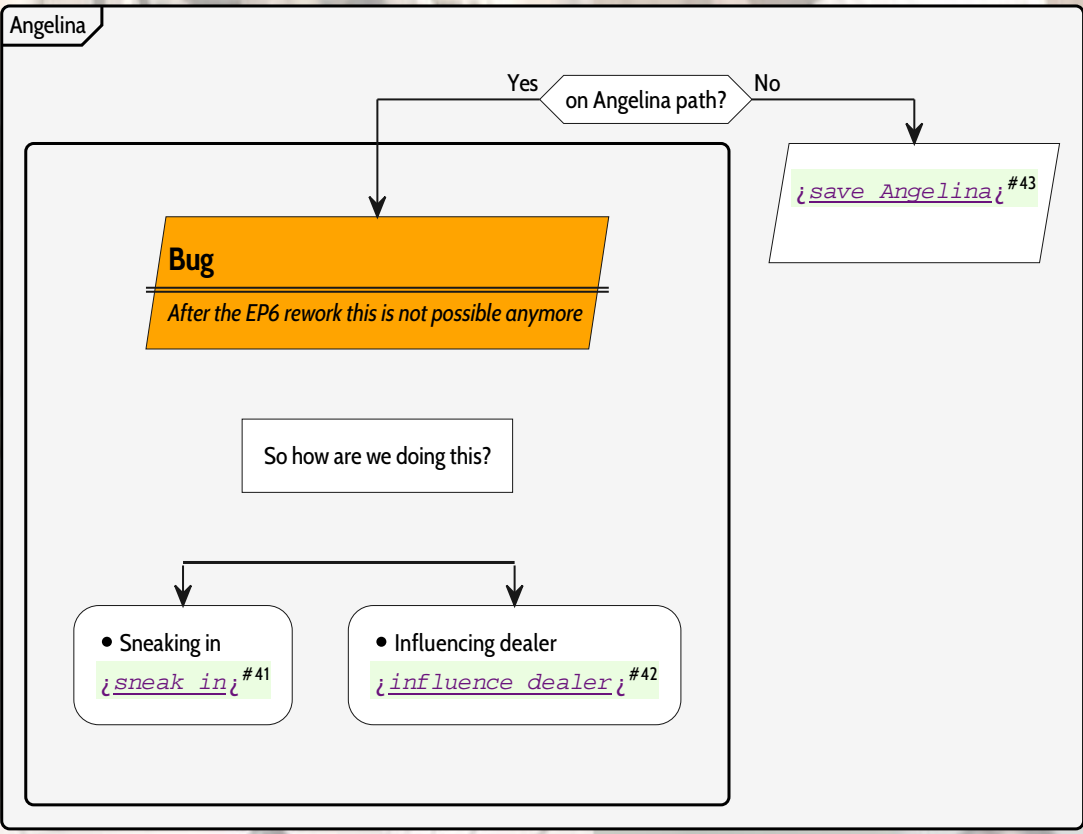 Angelina
Yes
on Angelina path?
No
¿save Angelina¿#43
Bug
After the EP6 rework this is not possible anymore
So how are we doing this?
• Sneaking in
¿sneak in¿#41
• Influencing dealer
¿influence dealer¿#42